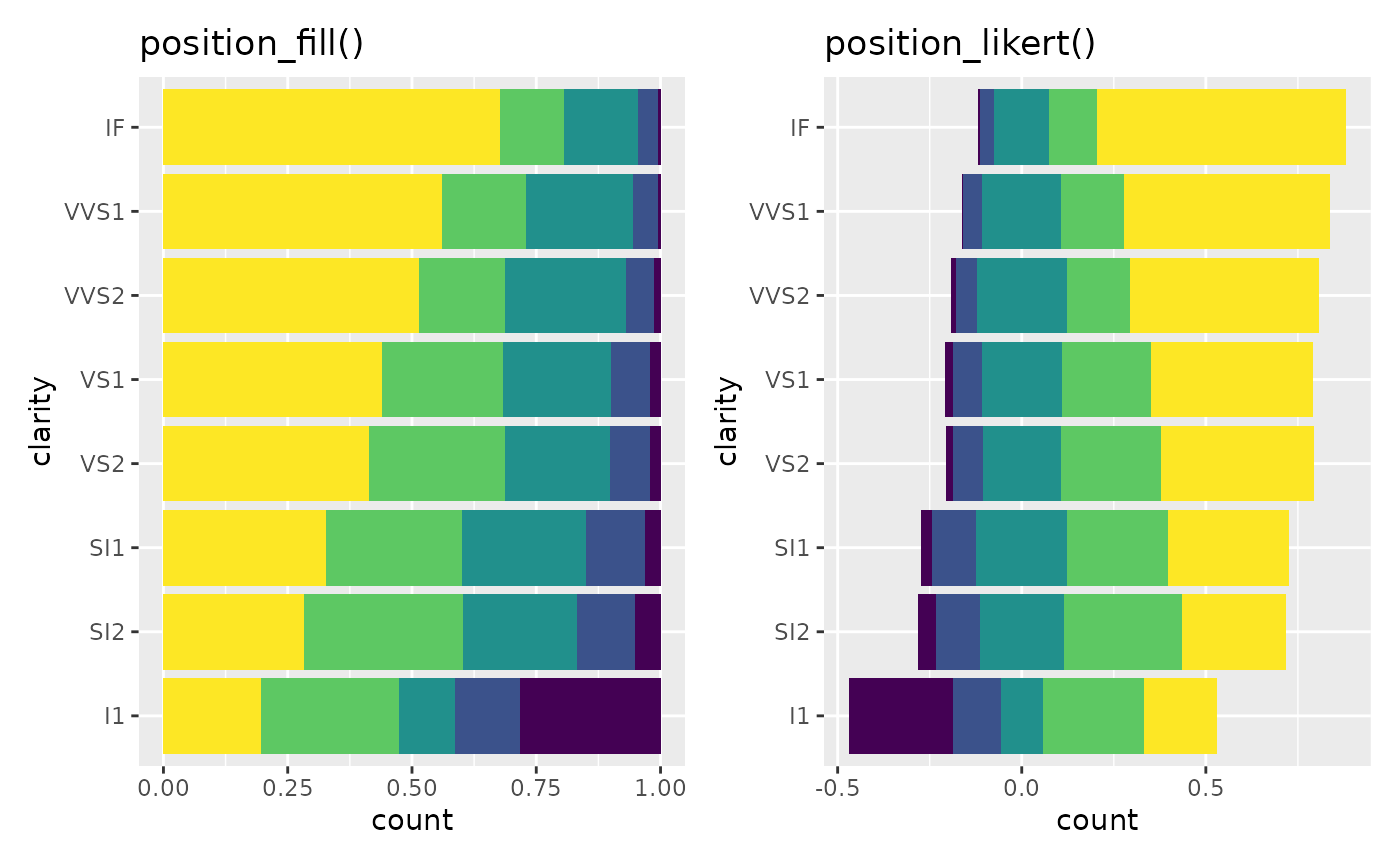 position_fill()
IF
VVS1
VVS2
VS1
VS2
SI1
SI2
I1
clarity
0.00 0.25 0.50 0.75 1.00
count
position_likert()
IF
VVS1
VVS2
VS1
VS2
SI1
SI2
I1
clarity
-0.5 0.0 0.5
count